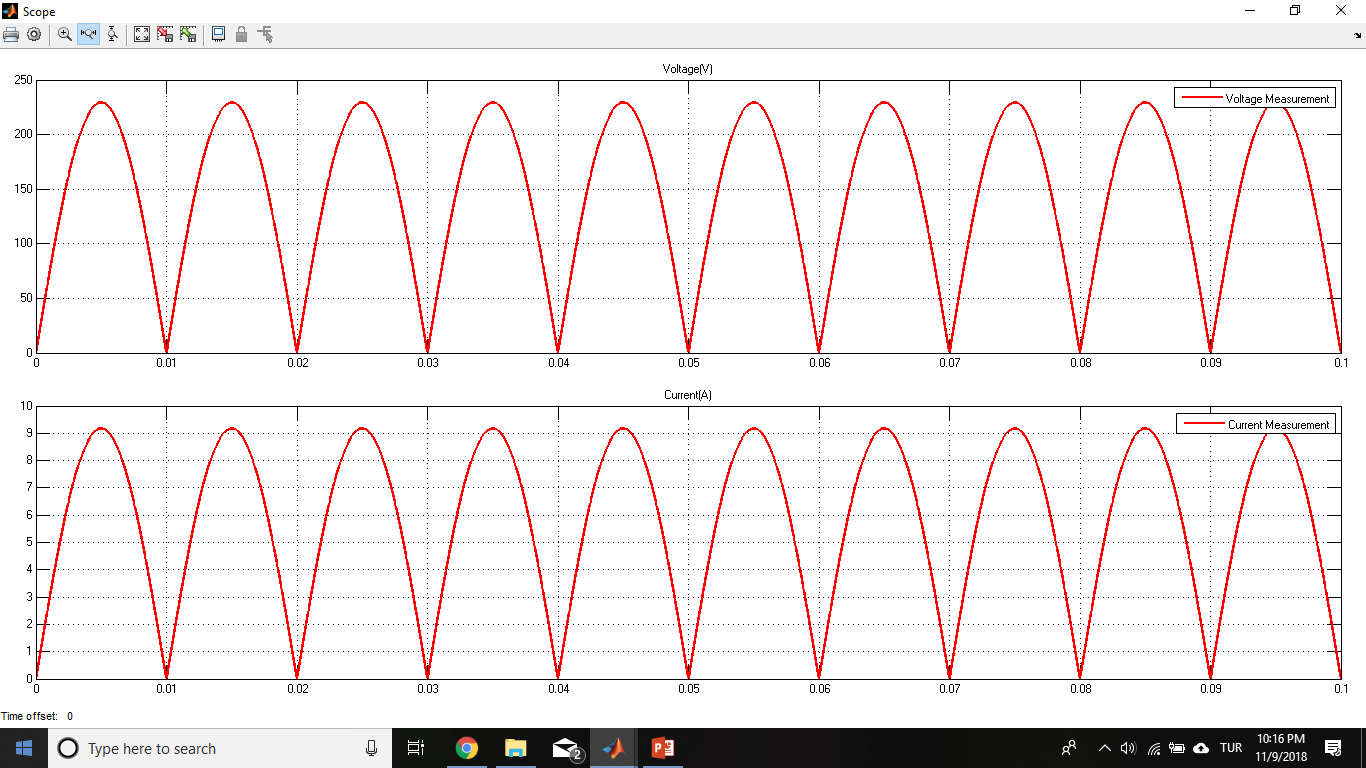 Scope
Voltage(V)
Voltage Measurement
250
200
150
100
50
0
0 0.01 0.02 0.03 0.04 0.05 0.06 0.07 0.08 0.09 0.1
Current(A)
Current Measurement
10
9
8
7
6
5
4
3
2
1
0
0 0.01 0.02 0.03 0.04 0.05 0.06 0.07 0.08 0.09 0.1
Time offset: 0
Type here to search
2
TUR
10:16 PM
11/9/2018